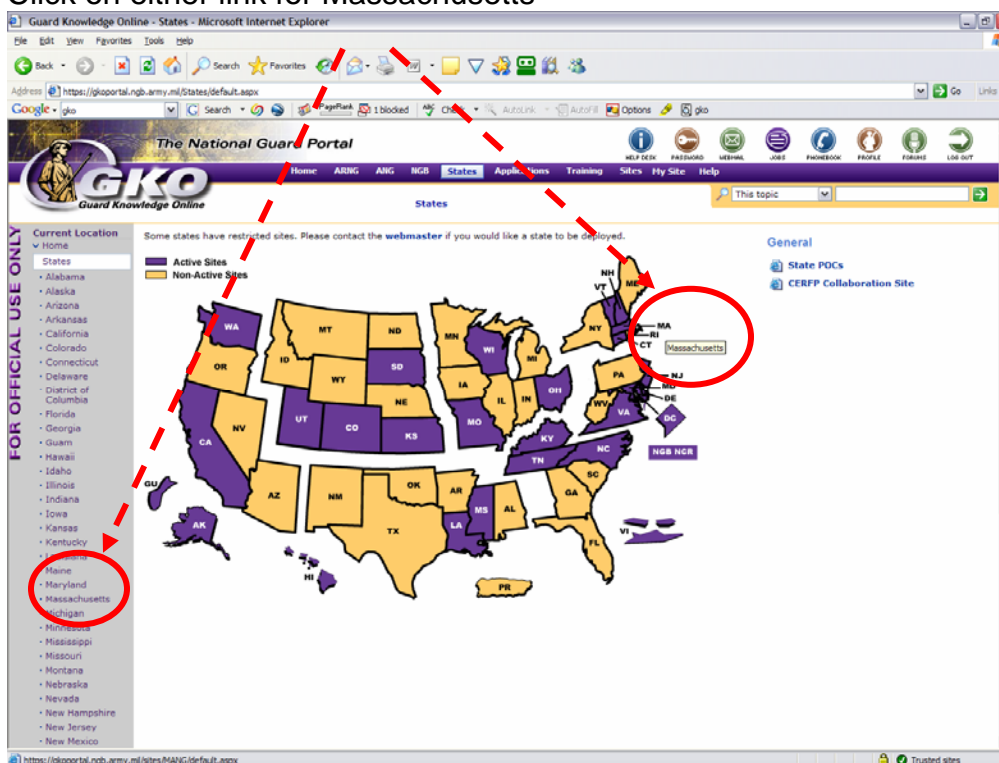 Click on either link for Massachusetts
Guard Knowledge Online - States - Microsoft Internet Explorer
File Edit View Favorites Tools Help
Back Search Favorites
Address https://gkoportal.ngb.army.mil/States/default.aspx Go Links
Google gko Search PageRank 1 blocked Check AutoLink AutoFill Options gko
The National Guard Portal
HELP DESK PASSWORD WEBMAIL JOBS PHONEBOOK PROFILE FORUMS LOG OUT
Home ARNG ANG NGB States Applications Training Sites My Site Help
GKO
Guard Knowledge Online
States
This topic
FOR OFFICIAL USE ONLY
Current Location
Home
States
Alabama
Alaska
Arizona
Arkansas
California
Colorado
Connecticut
Delaware
District of
Columbia
Florida
Georgia
Guam
Hawaii
Idaho
Illinois
Indiana
Iowa
Kansas
Kentucky
Louisiana
Maine
Maryland
Massachusetts
Michigan
Minnesota
Mississippi
Missouri
Montana
Nebraska
Nevada
New Hampshire
New Jersey
New Mexico
Some states have restricted sites. Please contact the webmaster if you would like a state to be deployed.
Active Sites
Non-Active Sites
NH
VT
ME
WA
MT
ND
MN
NY
MA
RI
CT
Massachusetts
OR
ID
SD
WI
MI
WY
PA
NJ
MD
DE
IA
NE
IL
IN
OH
WV
VA
DC
NV
UT
CO
KS
MO
KY
CA
TN
NC
NGB NCR
SC
GU
AZ
NM
OK
AR
GA
MS
AL
AK
TX
LA
FL
VI
HI
PR
General
State POCs
CERFP Collaboration Site
https://gkoportal.ngb.army.mil/sites/MANG/default.aspx Trusted sites